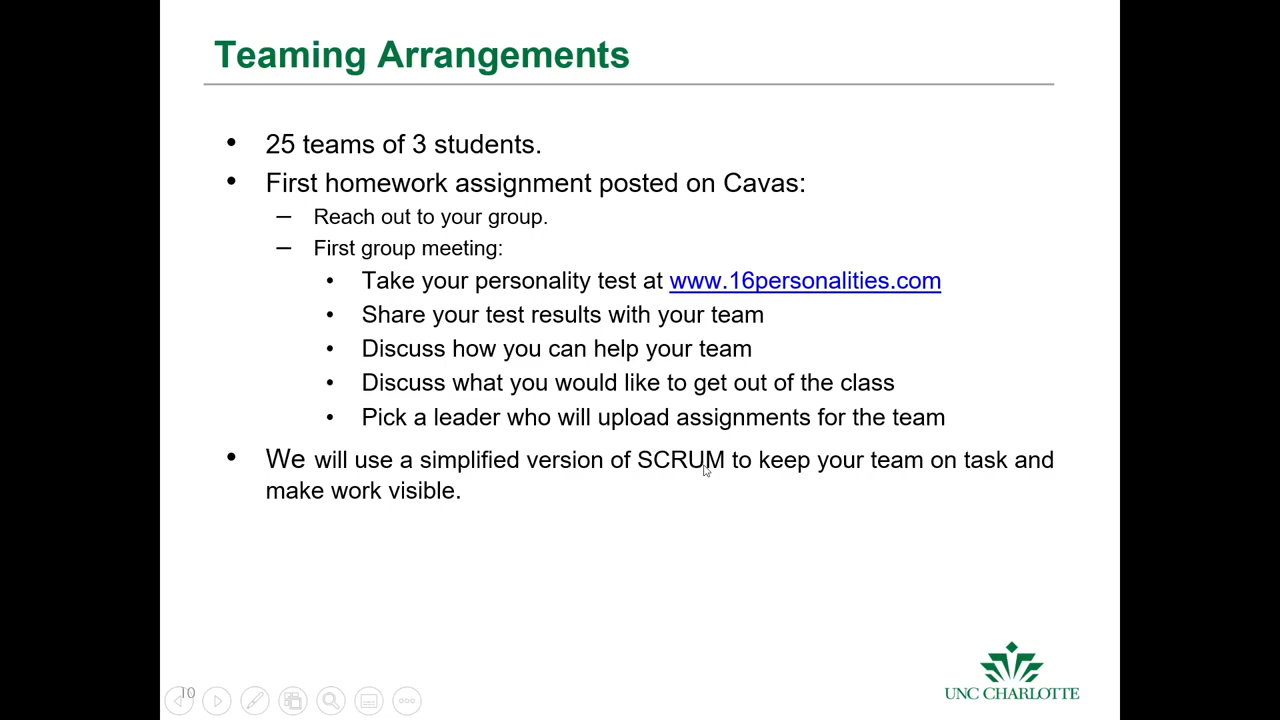 Teaming Arrangements
• 25 teams of 3 students.
• First homework assignment posted on Cavas:
– Reach out to your group.
– First group meeting:
• Take your personality test at www.16personalities.com
• Share your test results with your team
• Discuss how you can help your team
• Discuss what you would like to get out of the class
• Pick a leader who will upload assignments for the team
• We will use a simplified version of SCRUM to keep your team on task and
make work visible.
10
UNC CHARLOTTE